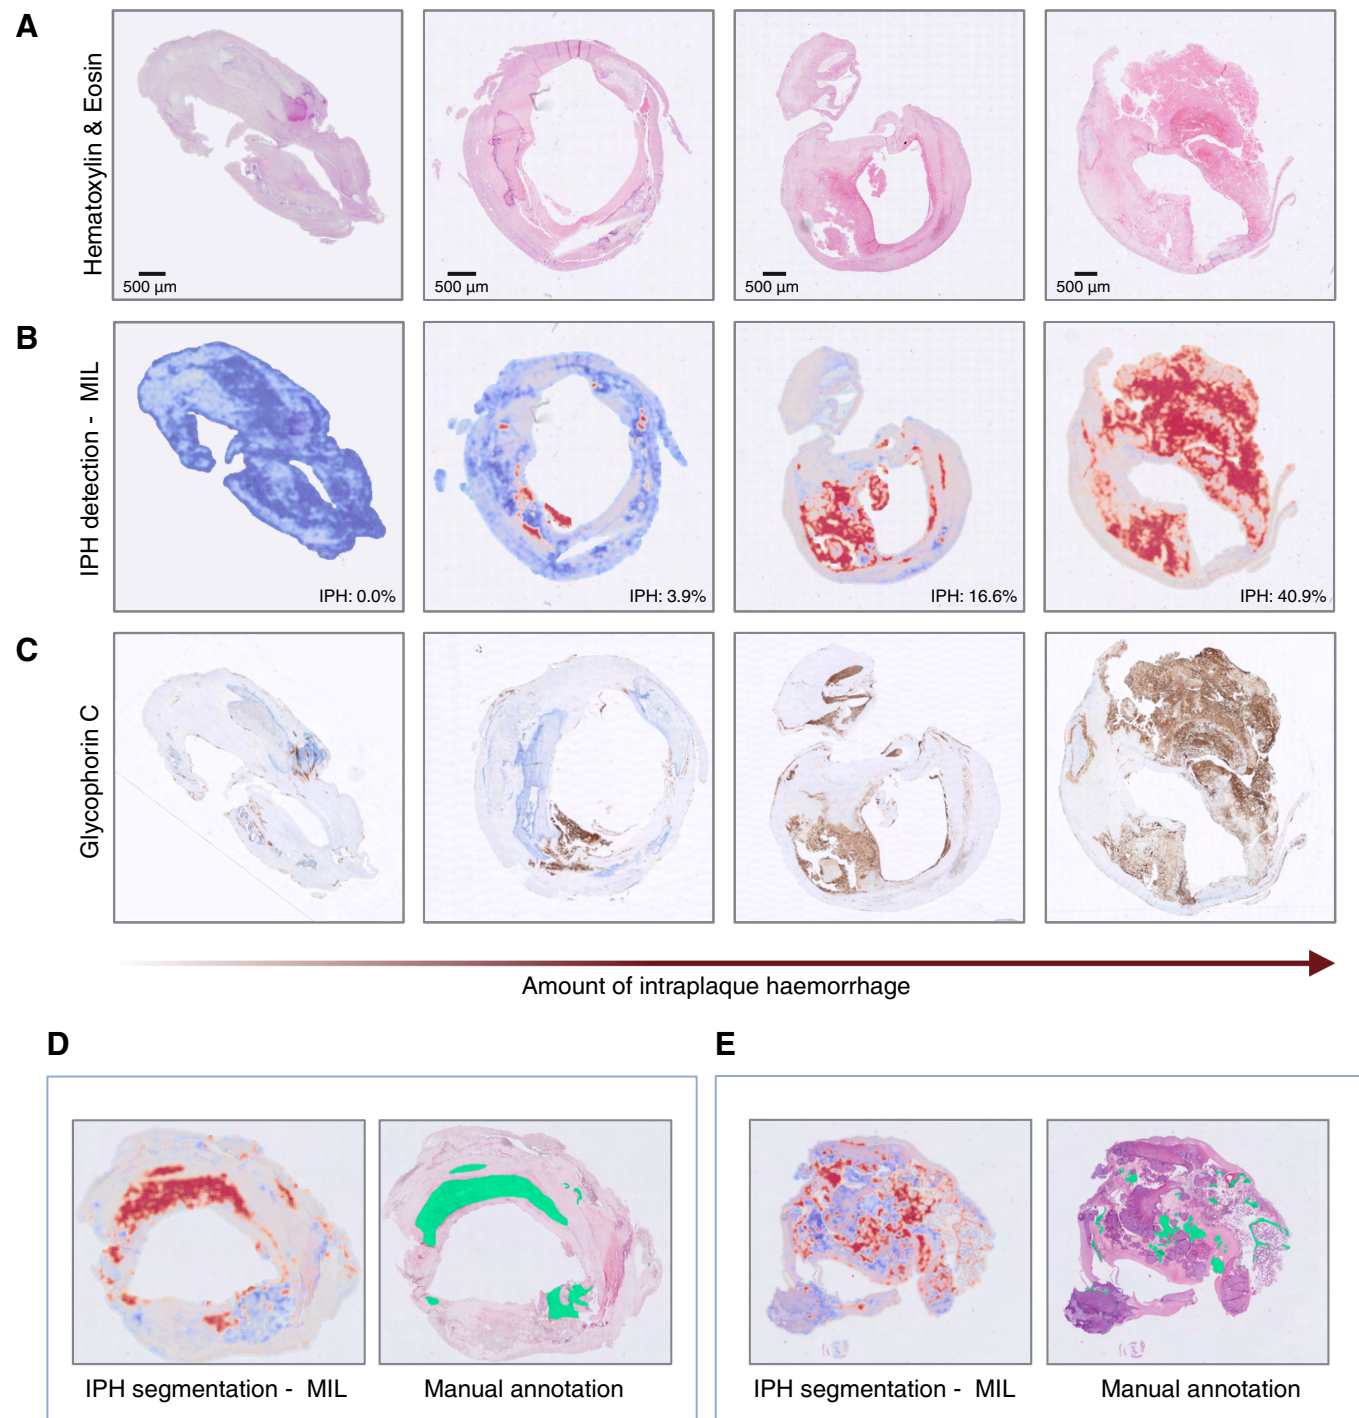 A
Hematoxylin & Eosin
500 µm
500 µm
500 µm
500 µm
B
IPH detection - MIL
IPH: 0.0%
IPH: 3.9%
IPH: 16.6%
IPH: 40.9%
C
Glycophorin C
Amount of intraplaque haemorrhage
D
IPH segmentation - MIL
Manual annotation
E
IPH segmentation - MIL
Manual annotation